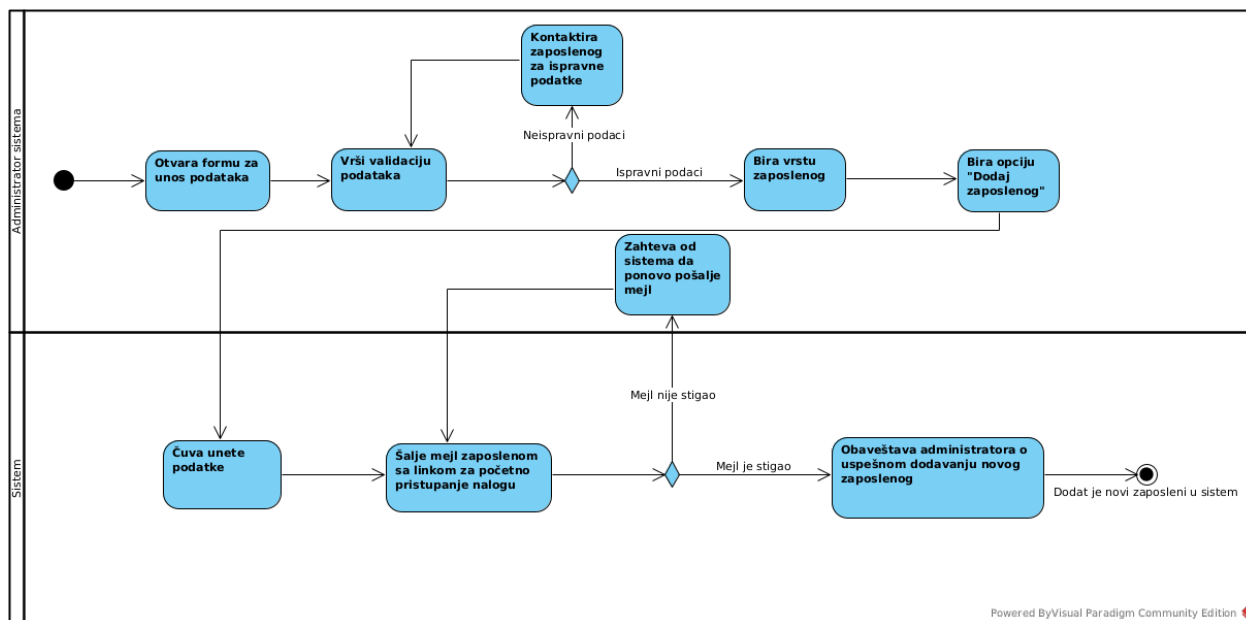 Administrator sistema
Kontaktira
zaposlenog
za ispravne
podatke
Neispravni podaci
Otvara formu za
unos podataka
Vrši validaciju
podataka
Ispravni podaci
Bira vrstu
zaposlenog
Bira opciju
"Dodaj
zaposlenog"
Zahteva od
sistema da
ponovo pošalje
mejl
Sistem
Mejl nije stigao
Čuva unete
podatke
Šalje mejl zaposlenom
sa linkom za početno
pristupanje nalogu
Mejl je stigao
Obaveštava administratora o
uspešnom dodavanju novog
zaposlenog
Dodat je novi zaposleni u sistem
Powered ByVisual Paradigm Community Edition